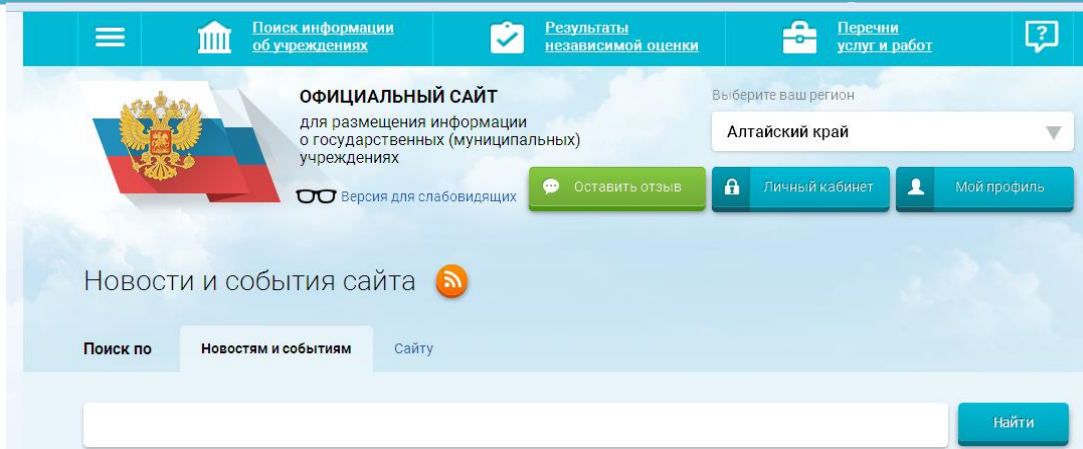 Поиск информации
об учреждениях
Результаты
независимой оценки
Перечни
услуг и работ
?
ОФИЦИАЛЬНЫЙ САЙТ
для размещения информации
о государственных (муниципальных)
учреждениях
Версия для слабовидящих
Выберите ваш регион
Алтайский край
Оставить отзыв
Личный кабинет
Мой профиль
Новости и события сайта
Поиск по
Новостям и событиям
Сайту
Найти